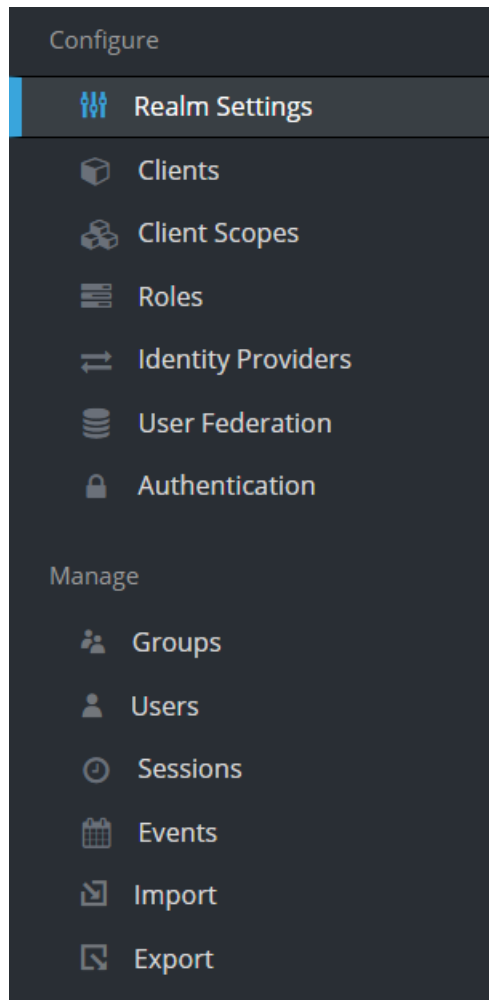 Configure
Realm Settings
Clients
Client Scopes
Roles
Identity Providers
User Federation
Authentication
Manage
Groups
Users
Sessions
Events
Import
Export